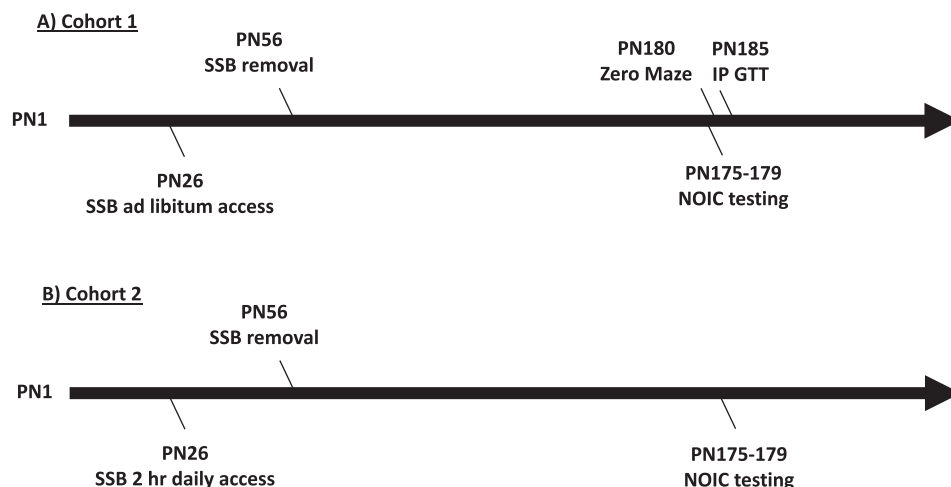 A) Cohort 1
PN56
SSB removal
PN180
Zero Maze
PN185
IP GTT
PN1
PN26
SSB ad libitum access
PN175-179
NOIC testing
B) Cohort 2
PN56
SSB removal
PN1
PN26
SSB 2 hr daily access
PN175-179
NOIC testing